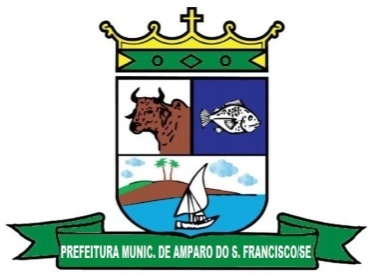 PREFEITURA MUNIC. DE AMPARO DO S. FRANCISCO/SE